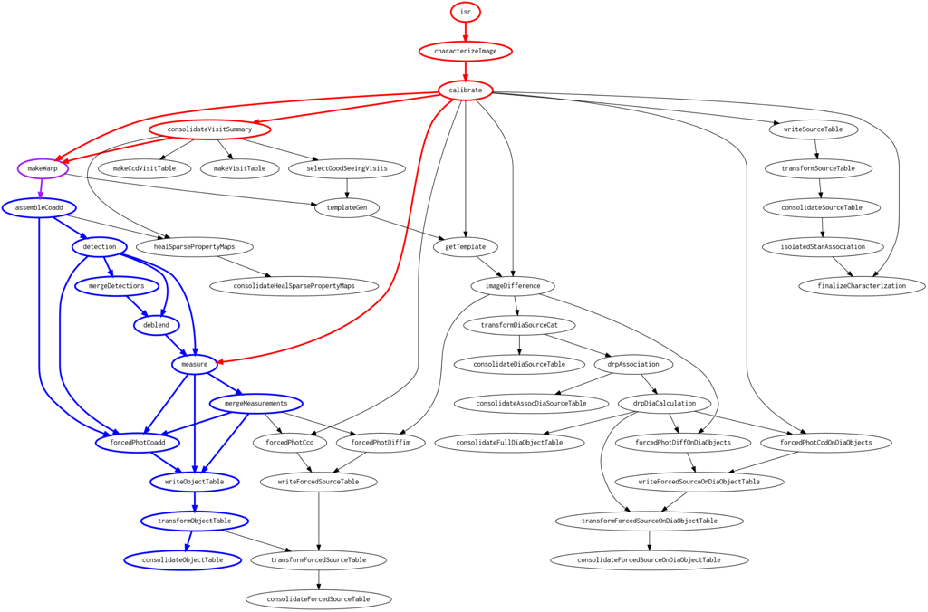 isr
characterizeImage
calibrate
consolidateVisitSummary
writeSourceTable
makeWarp
makeCcdVisitTable
makeVisitTable
selectGoodSeeingVisits
transformSourceTable
assembleCoadd
templateGen
consolidateSourceTable
detection
healSparsePropertyMaps
getTemplate
isolatedStarAssociation
mergeDetections
consolidateHealSparsePropertyMaps
imageDifference
finalizeCharacterization
deblend
transformDiaSourceCat
measure
consolidateDiaSourceTable
drpAssociation
mergeMeasurements
consolidateAssocDiaSourceTable
drpDiaCalculation
forcedPhotCoadd
forcedPhotCcd
forcedPhotDiffim
consolidateFullDiaObjectTable
forcedPhotDiffOnDiaObjects
forcedPhotCcdOnDiaObjects
writeObjectTable
writeForcedSourceTable
writeForcedSourceOnDiaObjectTable
transformObjectTable
transformForcedSourceOnDiaObjectTable
consolidateObjectTable
transformForcedSourceTable
consolidateForcedSourceOnDiaObjectTable
consolidateForcedSourceTable